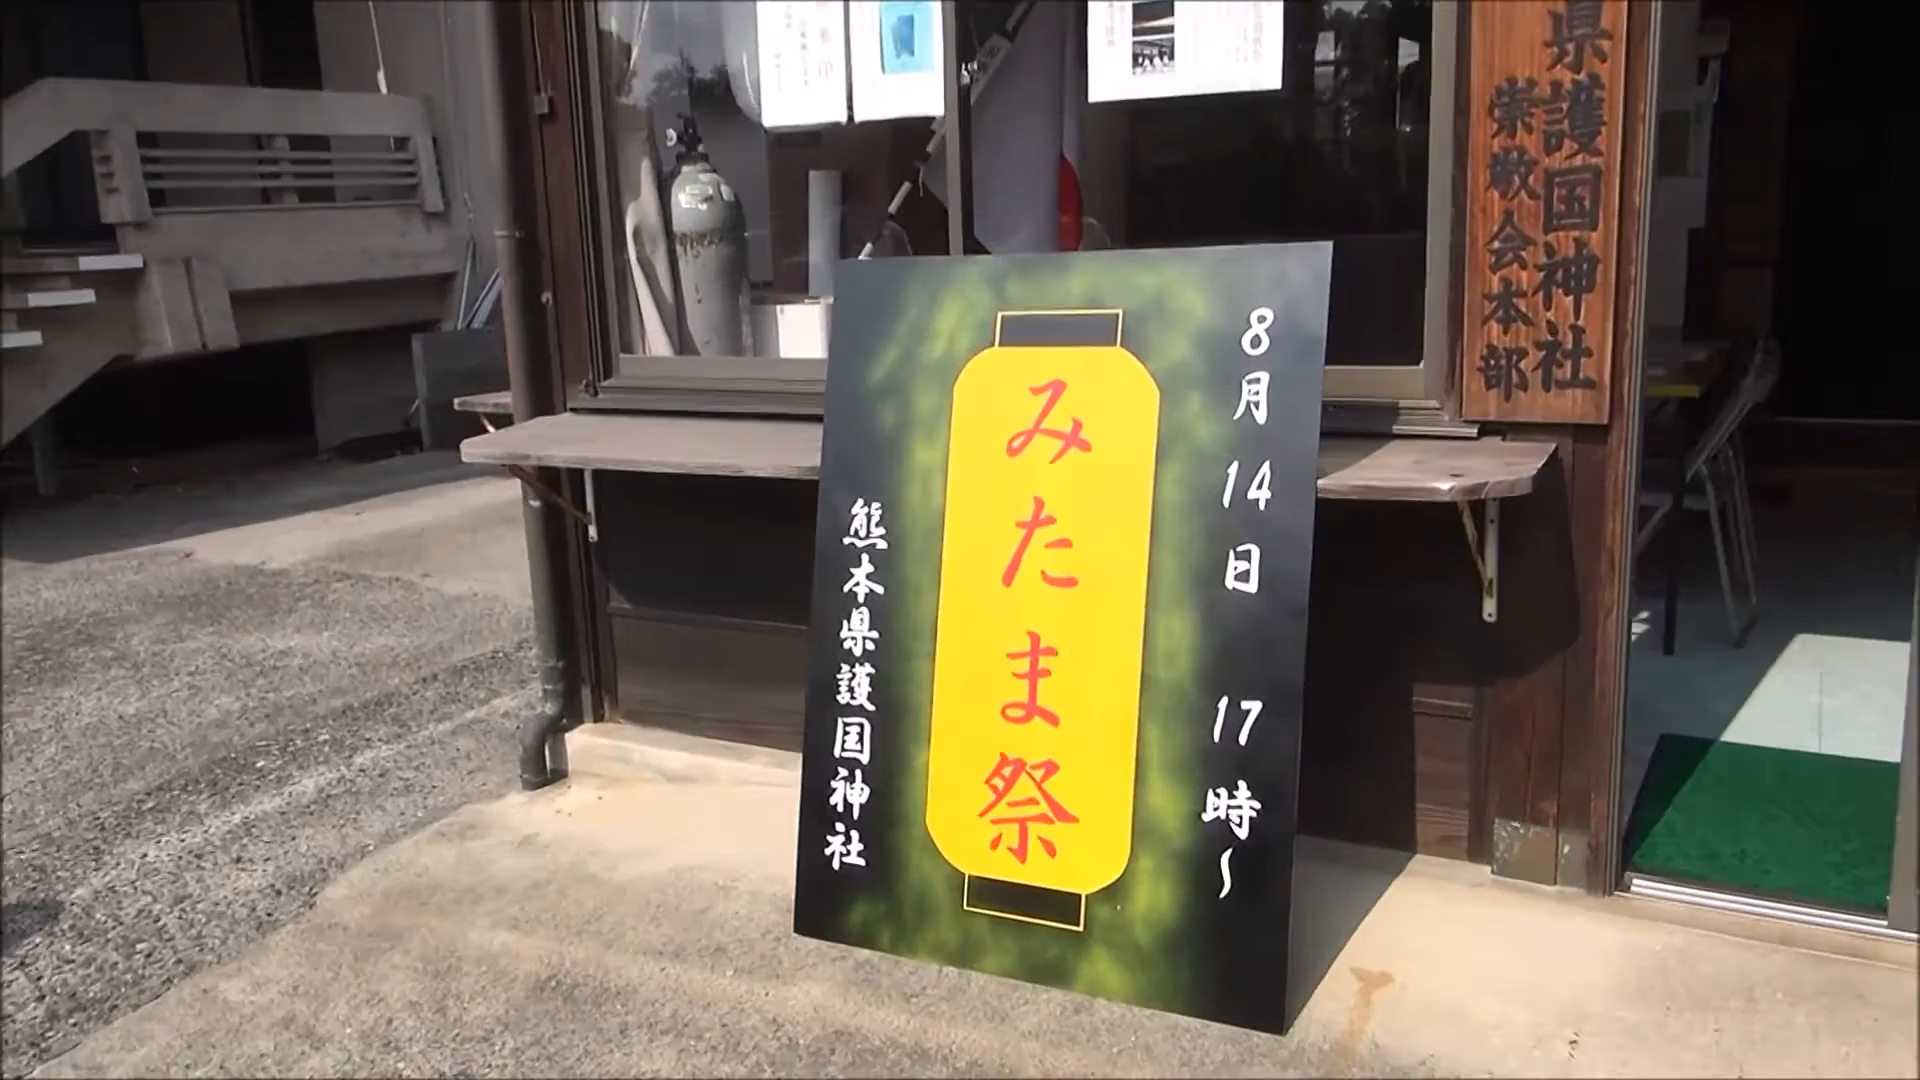 8月14日 17時〜
みたま祭
熊本県護国神社
県護国神社
崇敬会本部